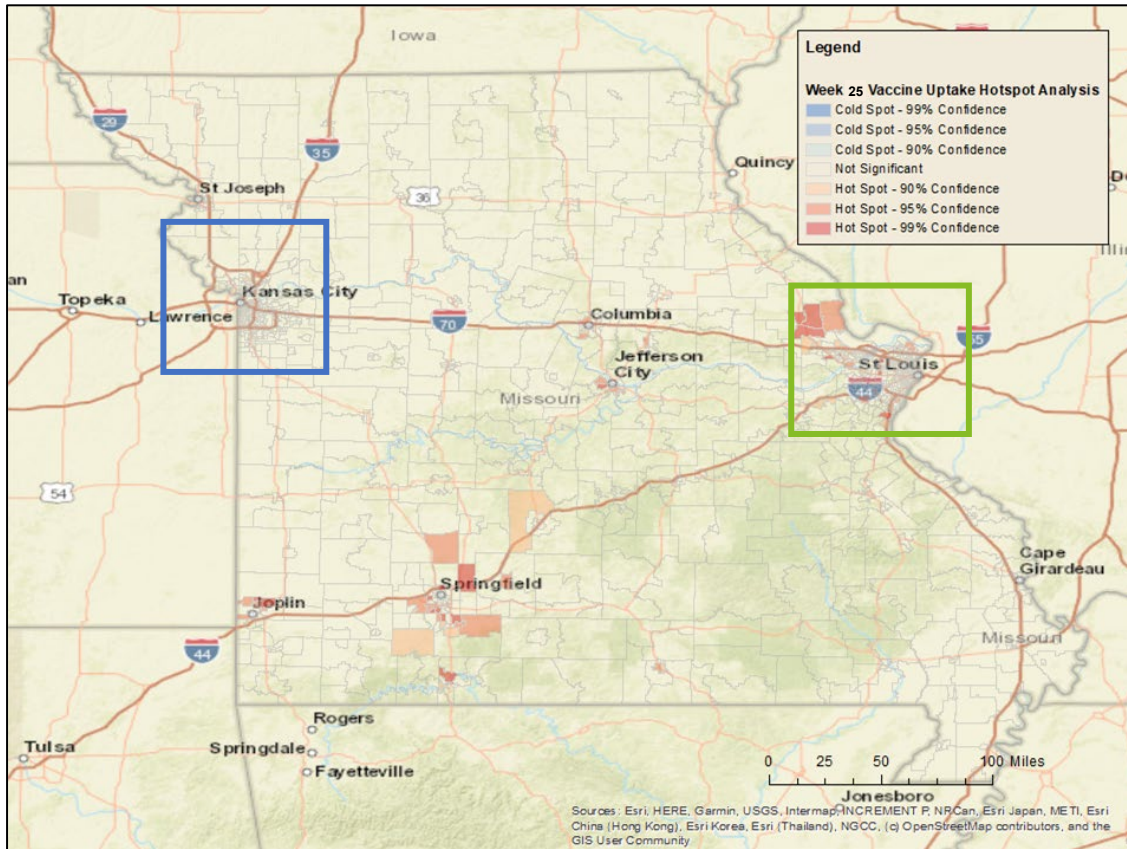 Iowa
Legend
Week 25 Vaccine Uptake Hotspot Analysis
Cold Spot - 99% Confidence
Cold Spot - 95% Confidence
Cold Spot - 90% Confidence
Not Significant
Hot Spot - 90% Confidence
Hot Spot - 95% Confidence
Hot Spot - 99% Confidence
29
35
Quincy
St Joseph
36
Kansas City
Topeka
Lawrence
70
Columbia
55
Jefferson
City
St Louis
44
Missouri
54
Cape
Girardeau
Springfield
Joplin
Missouri
44
Rogers
Springdale
Tulsa
Fayetteville
0 25 50 100 Miles
Jonesboro
Sources: Esri, HERE, Garmin, USGS, Intermap, INCREMENT P, NRCan, Esri Japan, METI, Esri
China (Hong Kong), Esri Korea, Esri (Thailand), NGCC, (c) OpenStreetMap contributors, and the
GIS User Community